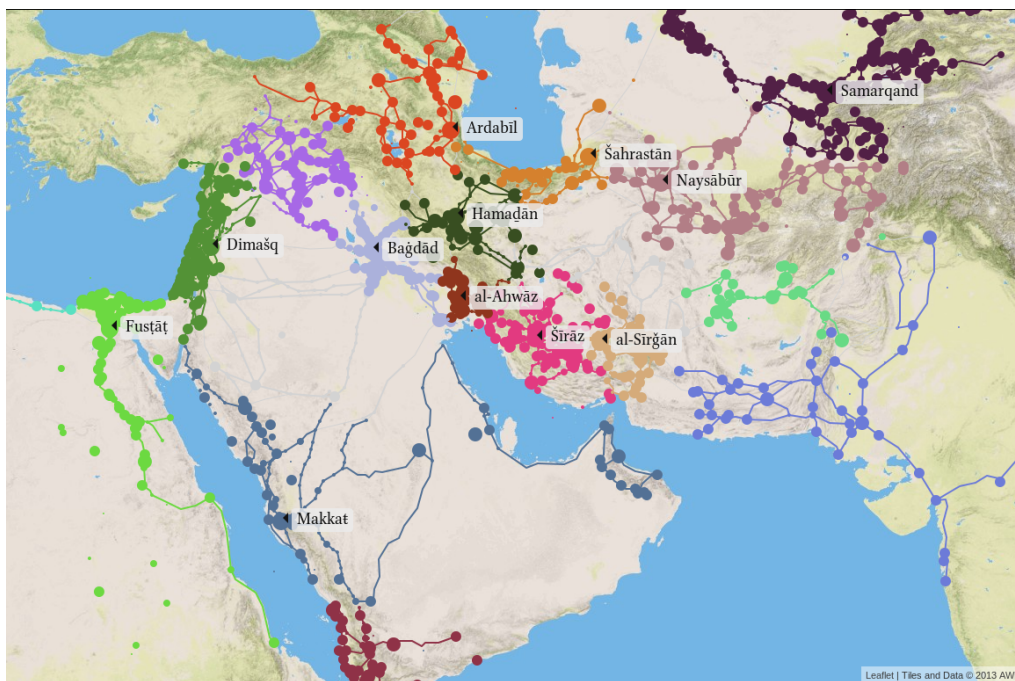 Samarqand
Ardabīl
Šahrastān
Naysābūr
Hamaḏān
Dimašq
Baġdād
al-Ahwāz
Fusṭāṭ
Šīrāz
al-Sīrǧān
Makkaŧ
Leaflet | Tiles and Data © 2013 AW